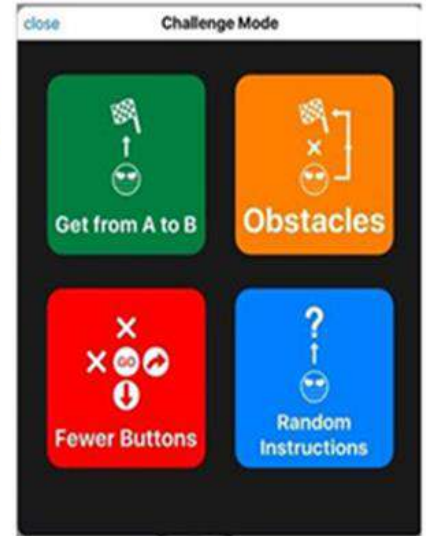 close Challenge Mode
Get from A to B
Obstacles
GO
Fewer Buttons
?
Random
Instructions